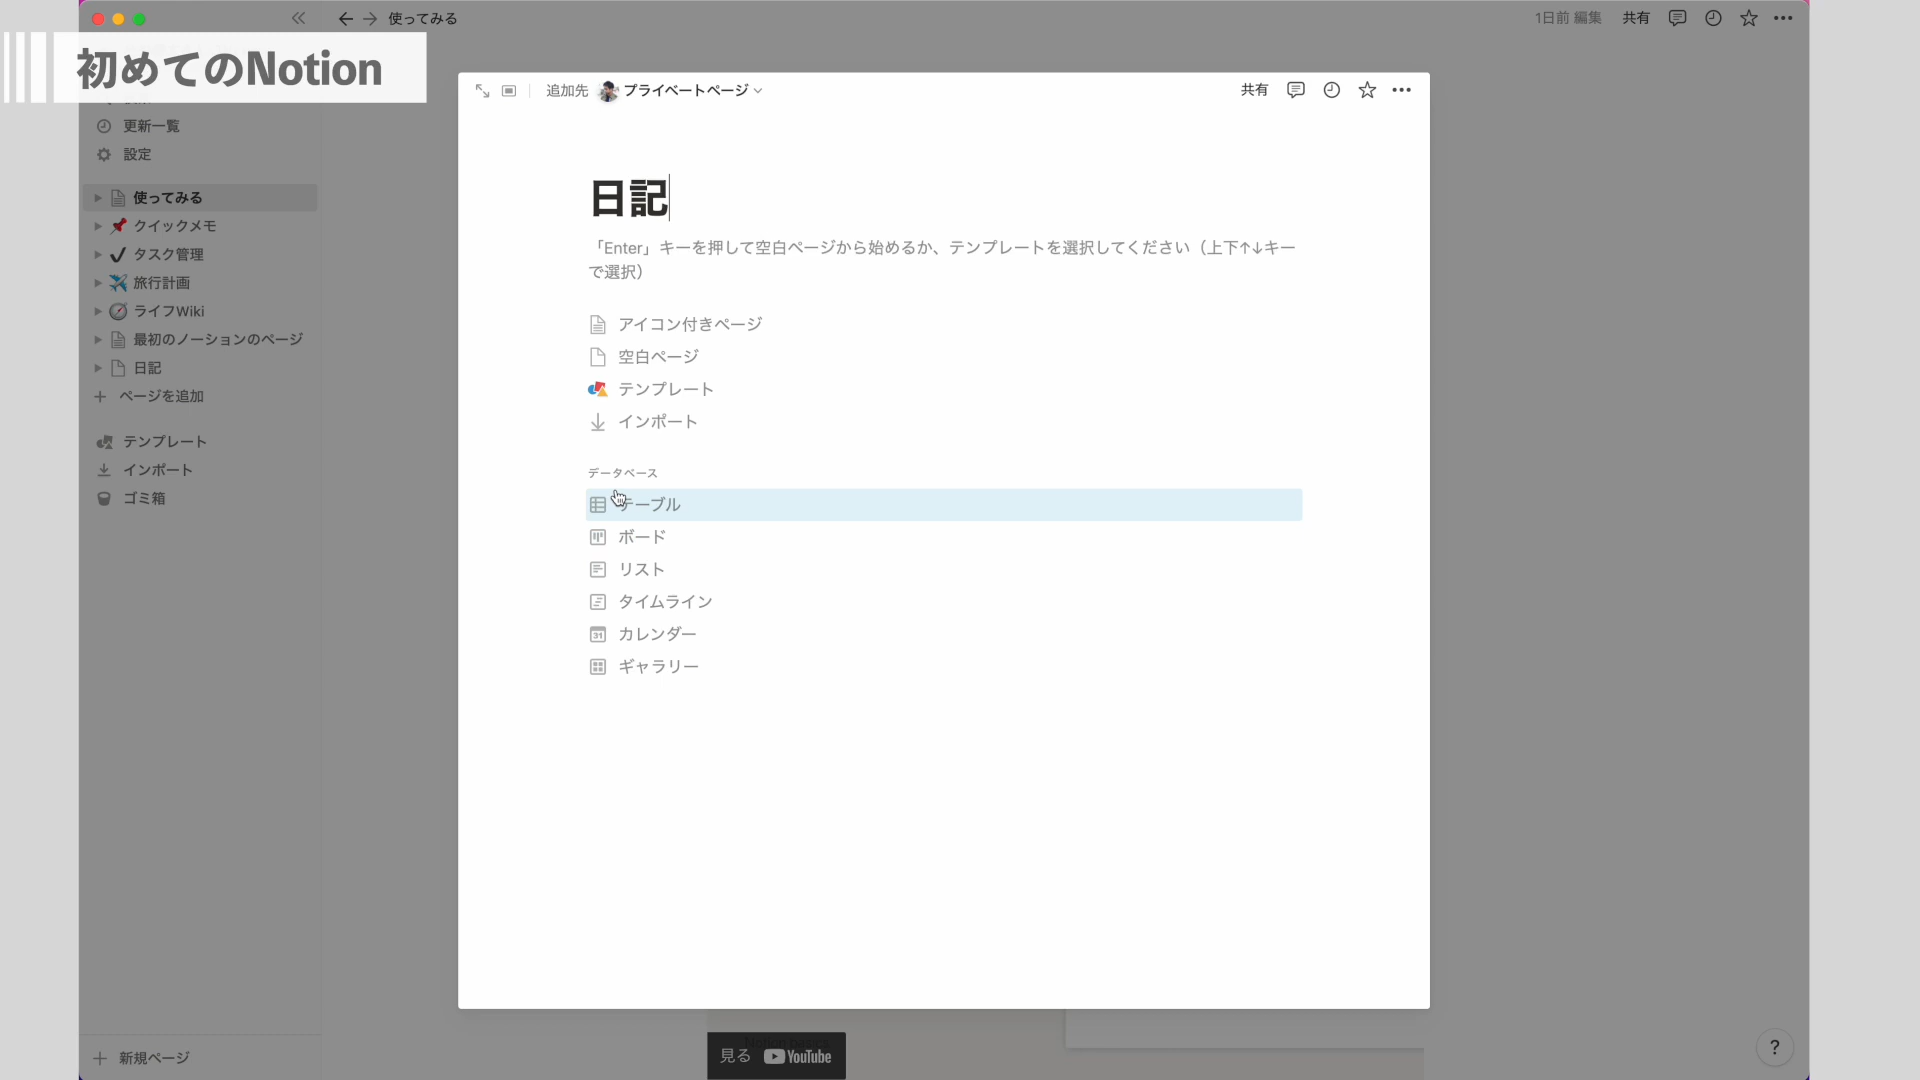 使ってみる
1日前 編集
共有
初めてのNotion
更新一覧
設定
使ってみる
クイックメモ
タスク管理
旅行計画
ライフWiki
最初のノーションのページ
日記
ページを追加
テンプレート
インポート
ゴミ箱
新規ページ
追加先 プライベートページ
共有
日記
「Enter」キーを押して空白ページから始めるか、テンプレートを選択してください（上下↑↓キー
で選択）
アイコン付きページ
空白ページ
テンプレート
インポート
データベース
テーブル
ボード
リスト
タイムライン
31
カレンダー
ギャラリー
見る YouTube
?